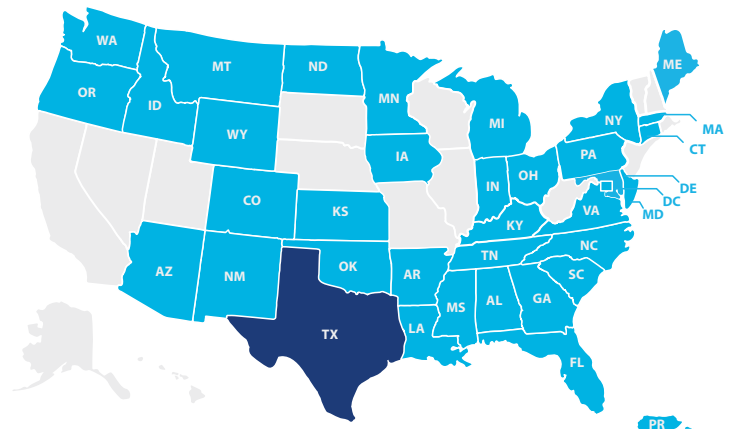 WA
MT
ND
ME
OR
ID
MN
WY
MI
NY
MA
CT
IA
PA
CO
KS
IN
OH
DE
DC
MD
VA
KY
AZ
NM
OK
AR
TN
NC
SC
MS
AL
GA
TX
LA
FL
PR